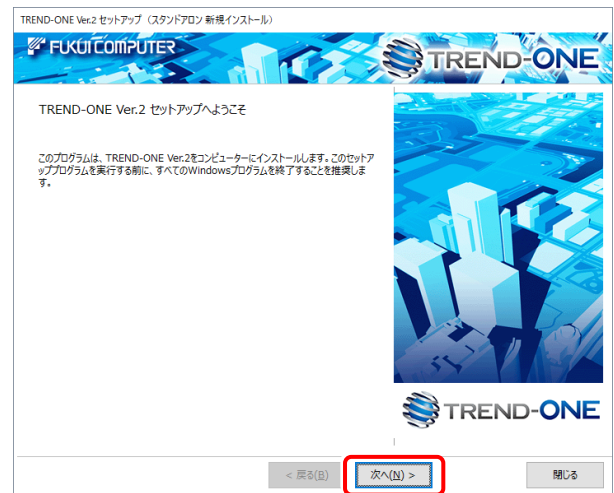 TREND-ONE Ver.2 セットアップ（スタンドアロン 新規インストール）
FUKUI COMPUTER
TREND-ONE
TREND-ONE Ver.2 セットアップへようこそ
このプログラムは、TREND-ONE Ver.2をコンピューターにインストールします。このセットア
ッププログラムを実行する前に、すべてのWindowsプログラムを終了することを推奨しま
す。
TREND-ONE
< 戻る(B)
次へ(N) >
閉じる